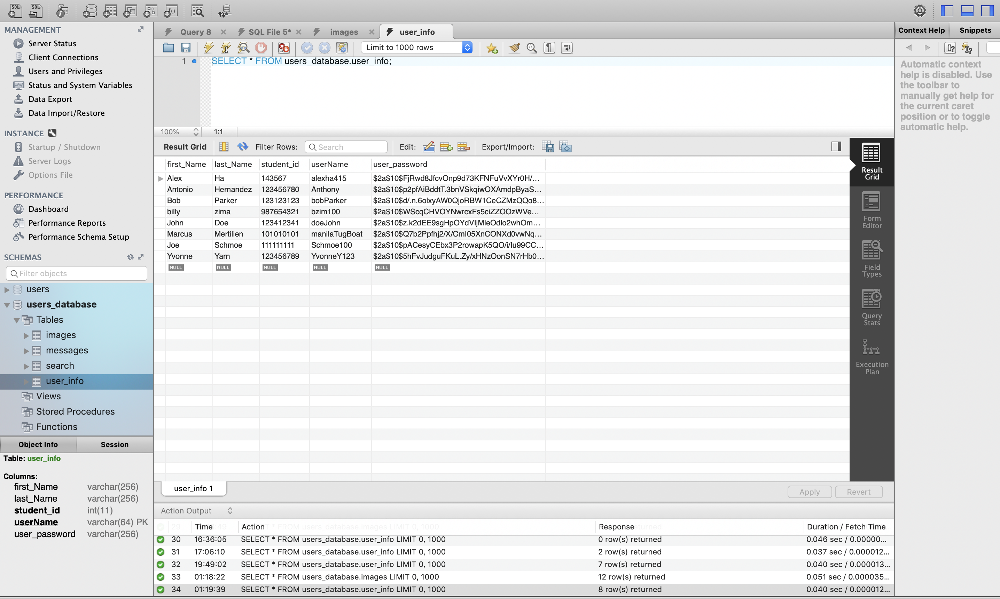 SQL SQL
Query 8 SQL File 5* images user_info
Context Help Snippets
MANAGEMENT
Server Status
Client Connections
Users and Privileges
Status and System Variables
Data Export
Data Import/Restore
INSTANCE
Startup / Shutdown
Server Logs
Options File
PERFORMANCE
Dashboard
Performance Reports
Performance Schema Setup
SCHEMAS
Filter objects
users
users_database
Tables
images
messages
search
user_info
Views
Stored Procedures
Functions
Object Info Session
Table: user_info
Columns:
first_Name varchar(256)
last_Name varchar(256)
student_id int(11)
userName varchar(64) PK
user_password varchar(256)
Limit to 1000 rows
1 SELECT * FROM users_database.user_info;
100% 1:1
Result Grid Filter Rows: Search Edit: Export/Import:
first_Name last_Name student_id userName user_password
Alex Ha 143567 alexha415 $2a$10$FjRwd8JfcvOnp9d73KFNFuVvXYr0H/...
Antonio Hernandez 123456780 Anthony $2a$10$p2pfAiBddtT.3bnVSkqiwOXAmdpByaS...
Bob Parker 123123123 bobParker $2a$10$d/.n.6olxyAW0QjoRBW1CeCZMzQQo8...
billy zima 987654321 bzim100 $2a$10$WScqCHVOYNwrcxFs5ciZZOOzWVe...
John Doe 123412341 doeJohn $2a$10$z.k2dEE9sgHpOYdVIjMleOdlo2whOm...
Marcus Mertilien 101010101 manilaTugBoat $2a$10$Q7b2Ppfhj2/X/CmI05XnCONXd0vwNq...
Joe Schmoe 111111111 Schmoe100 $2a$10$pACesyCEbx3P2rowapK5QO/i/Iu99CC...
Yvonne Yarn 123456789 YvonneY123 $2a$10$5hFvJudguFKuL.Zy/xHNzOonSN7rHb0...
NULL NULL NULL NULL NULL
Result
Grid
Form
Editor
Field
Types
Query
Stats
Execution
Plan
user_info 1
Apply Revert
Action Output
Time Action Response Duration / Fetch Time
30 16:36:05 SELECT * FROM users_database.user_info LIMIT 0, 1000 0 row(s) returned 0.046 sec / 0.00000...
31 17:06:10 SELECT * FROM users_database.user_info LIMIT 0, 1000 2 row(s) returned 0.037 sec / 0.000012...
32 19:49:02 SELECT * FROM users_database.user_info LIMIT 0, 1000 7 row(s) returned 0.040 sec / 0.000013...
33 01:18:22 SELECT * FROM users_database.images LIMIT 0, 1000 12 row(s) returned 0.051 sec / 0.000035...
34 01:19:39 SELECT * FROM users_database.user_info LIMIT 0, 1000 8 row(s) returned 0.040 sec / 0.000012...
Automatic context
help is disabled. Use
the toolbar to
manually get help for
the current caret
position or to toggle
automatic help.